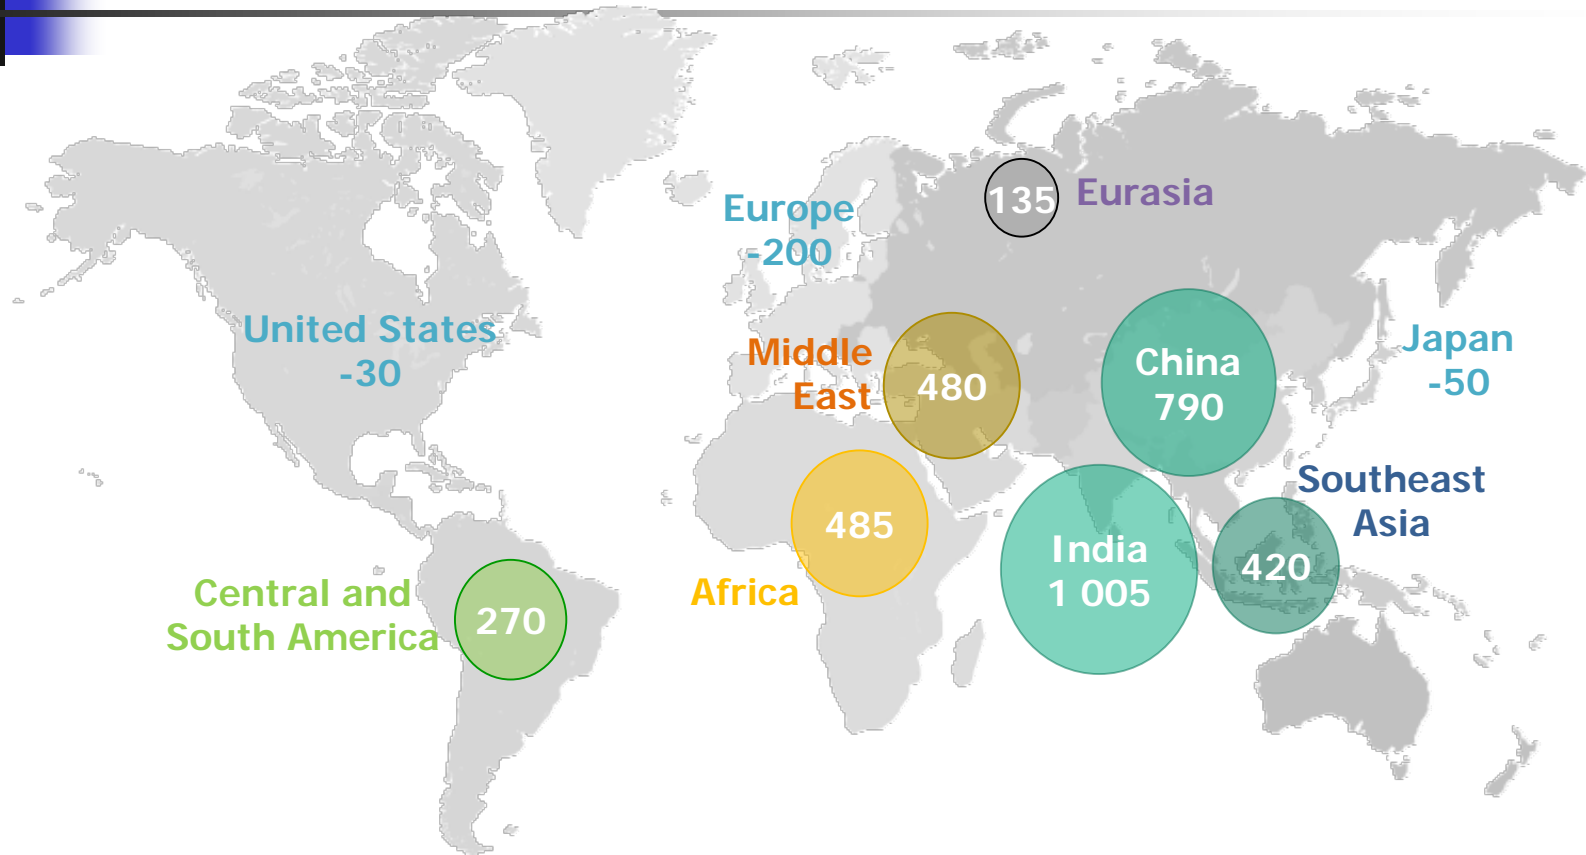 135
Eurasia
Europe
-200
United States
-30
Middle
East
480
China
790
Japan
-50
Southeast
Asia
420
485
Africa
India
1 005
Central and
South America
270